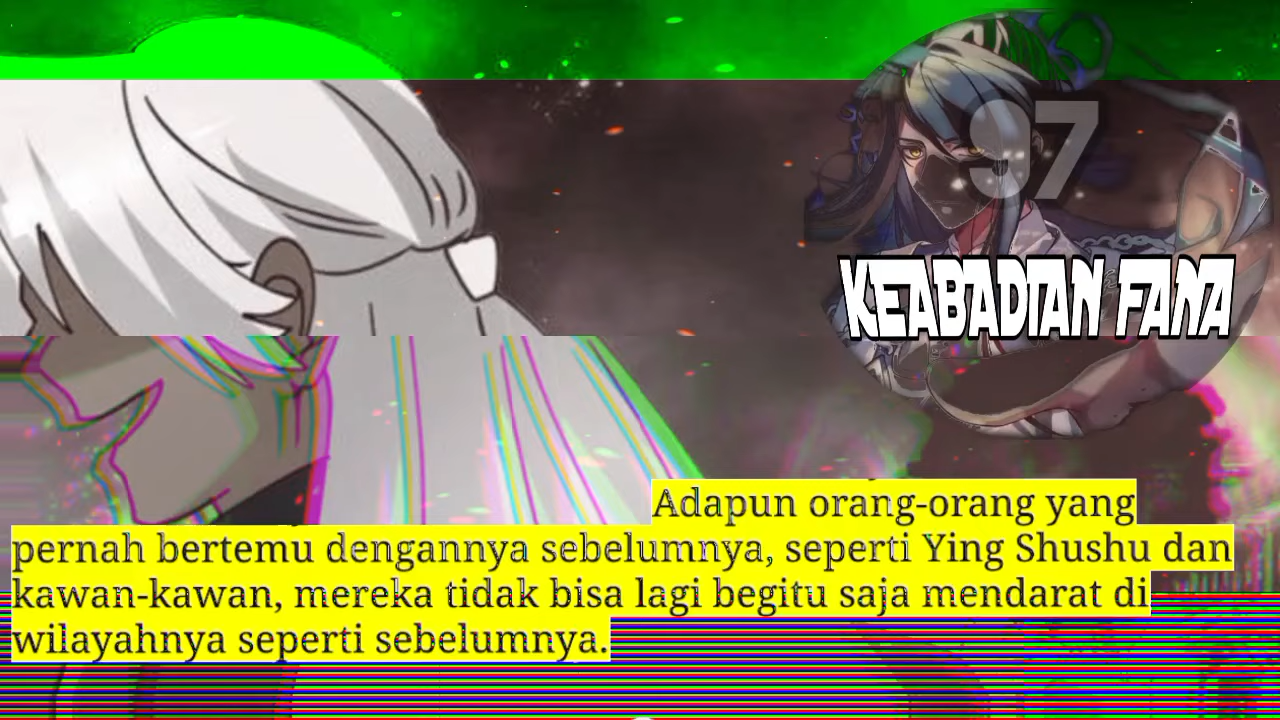 97
KEABADIAN FANA
Adapun orang-orang yang
pernah bertemu dengannya sebelumnya, seperti Ying Shushu dan
kawan-kawan, mereka tidak bisa lagi begitu saja mendarat di
wilayahnya seperti sebelumnya.